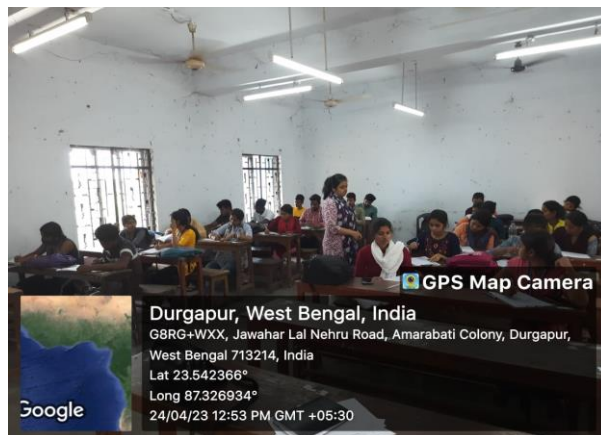 GPS Map Camera
Durgapur, West Bengal, India
G8RG+WXX, Jawahar Lal Nehru Road, Amarabati Colony, Durgapur,
West Bengal 713214, India
Lat 23.542366°
Long 87.326934°
24/04/23 12:53 PM GMT +05:30
Google